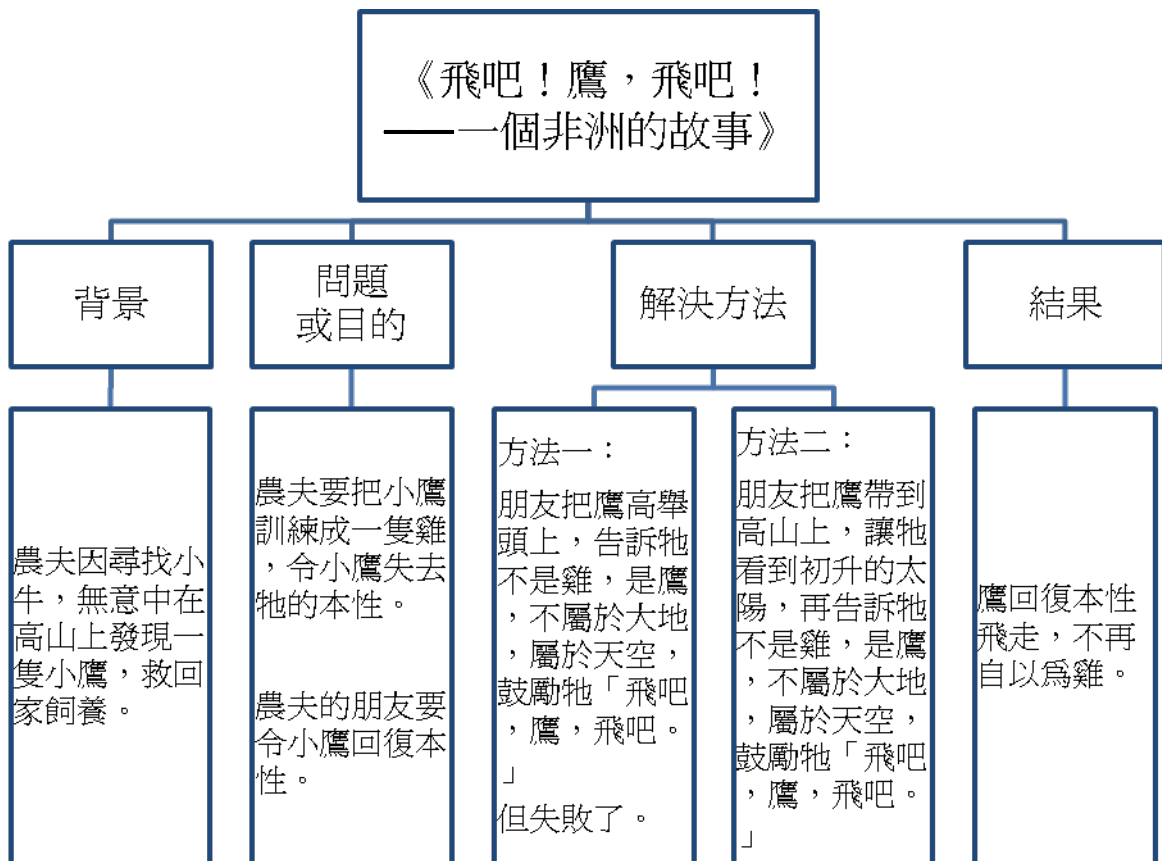 《飛吧！鷹，飛吧！
——一個非洲的故事》
背景
農夫因尋找小
牛，無意中在
高山上發現一
隻小鷹，救回
家飼養。
問題
或目的
農夫要把小鷹
訓練成一隻雞
，令小鷹失去
牠的本性。
農夫的朋友要
令小鷹回復本
性。
解決方法
方法一：
朋友把鷹高舉
頭上，告訴牠
不是雞，是鷹
，不屬於大地
，屬於天空，
鼓勵牠「飛吧
，鷹，飛吧。
」
但失敗了。
方法二：
朋友把鷹帶到
高山上，讓牠
看到初升的太
陽，再告訴牠
不是雞，是鷹
，不屬於大地
，屬於天空，
鼓勵牠「飛吧
，鷹，飛吧。
」
結果
鷹回復本性
飛走，不再
自以為雞。